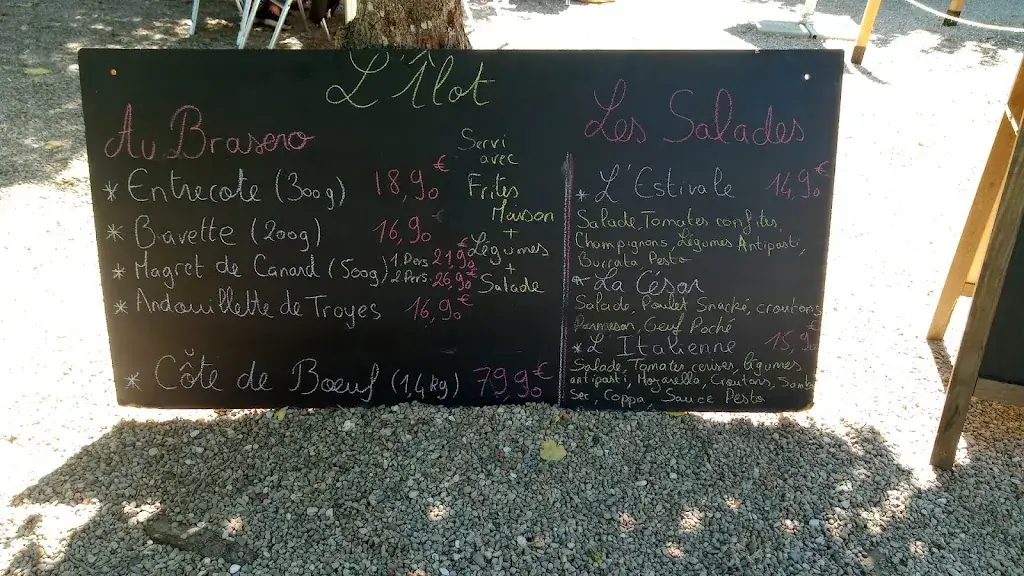 L'Îlot
Au Brasero
* Entrecote (300g) 18,90€
* Bavette (200g) 16,90€
* Magret de Canard (500g) 1 Pers 21,90€
2 Pers 26,90€
* Andouillette de Troyes 16,90€
* Côte de Boeuf (1,4kg) 79,90€
Servi
avec
Frites
Maison
+
Légumes
+
Salade
Les Salades
* L'Estivale 14,90€
Salade, Tomates confites,
Champignons, Légumes Antipasti,
Burrata Pesto
* La César
Salade, Poulet Snacké, croutons
Parmesan, Oeuf Poché
* L'Italienne 15,90€
Salade, Tomates cerises, légumes
antipasti, Mozarella, Croutons, Sauté
Ser, Coppa, Sauce Pesto